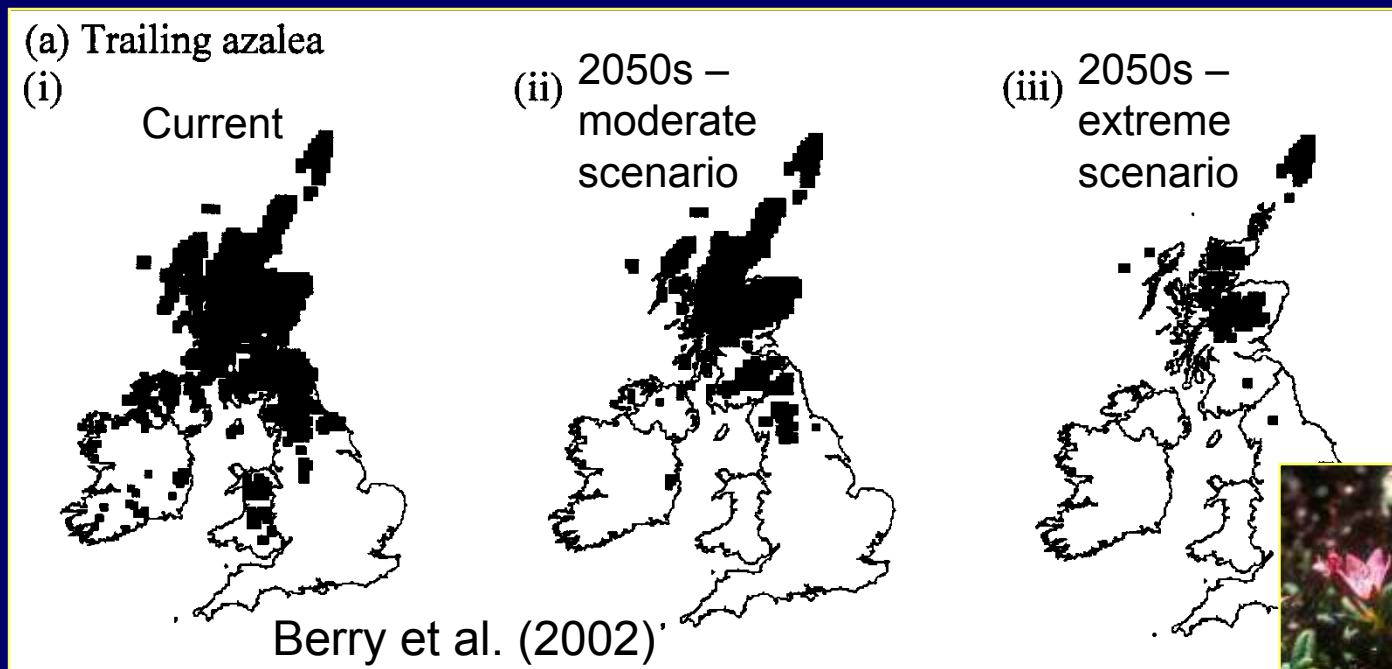 (a) Trailing azalea
(i)
Current
(ii)
2050s –
moderate
scenario
(iii)
2050s –
extreme
scenario
Berry et al. (2002)